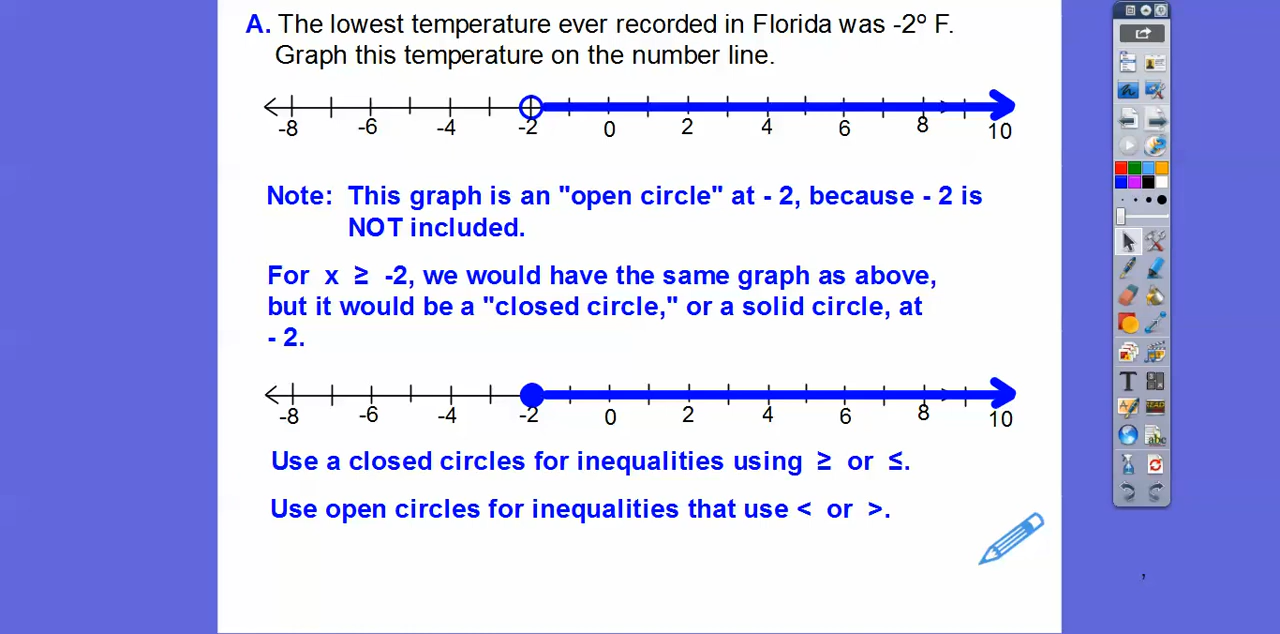 A. The lowest temperature ever recorded in Florida was -2º F.
Graph this temperature on the number line.
-8 -6 -4 -2 0 2 4 6 8 10
Note: This graph is an "open circle" at - 2, because - 2 is
NOT included.
For x ≥ -2, we would have the same graph as above,
but it would be a "closed circle," or a solid circle, at
- 2.
-8 -6 -4 -2 0 2 4 6 8 10
Use a closed circles for inequalities using ≥ or ≤.
Use open circles for inequalities that use < or >.